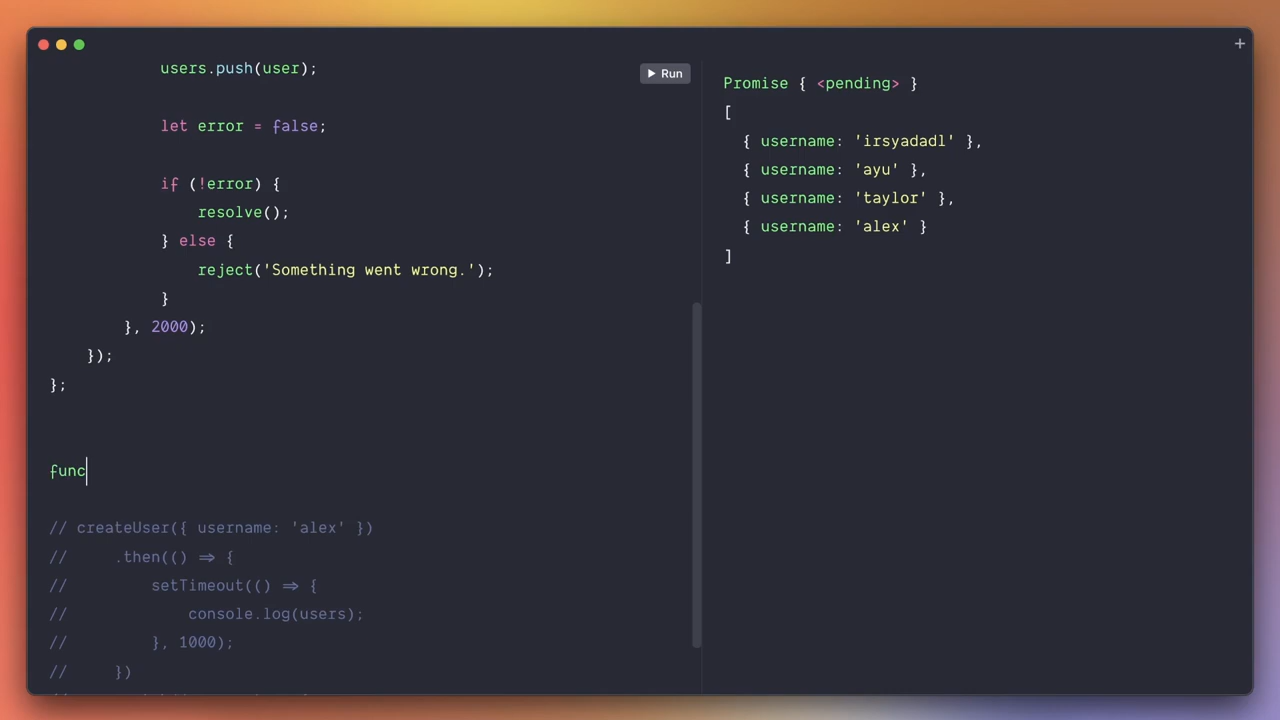 users.push(user);
Run
let error = false;
if (!error) {
resolve();
} else {
reject('Something went wrong.');
}
}, 2000);
});
};
func
// createUser({ username: 'alex' })
// .then(() => {
// setTimeout(() => {
// console.log(users);
// }, 1000);
// })
Promise { <pending> }
[
{ username: 'irsyadadl' },
{ username: 'ayu' },
{ username: 'taylor' },
{ username: 'alex' }
]